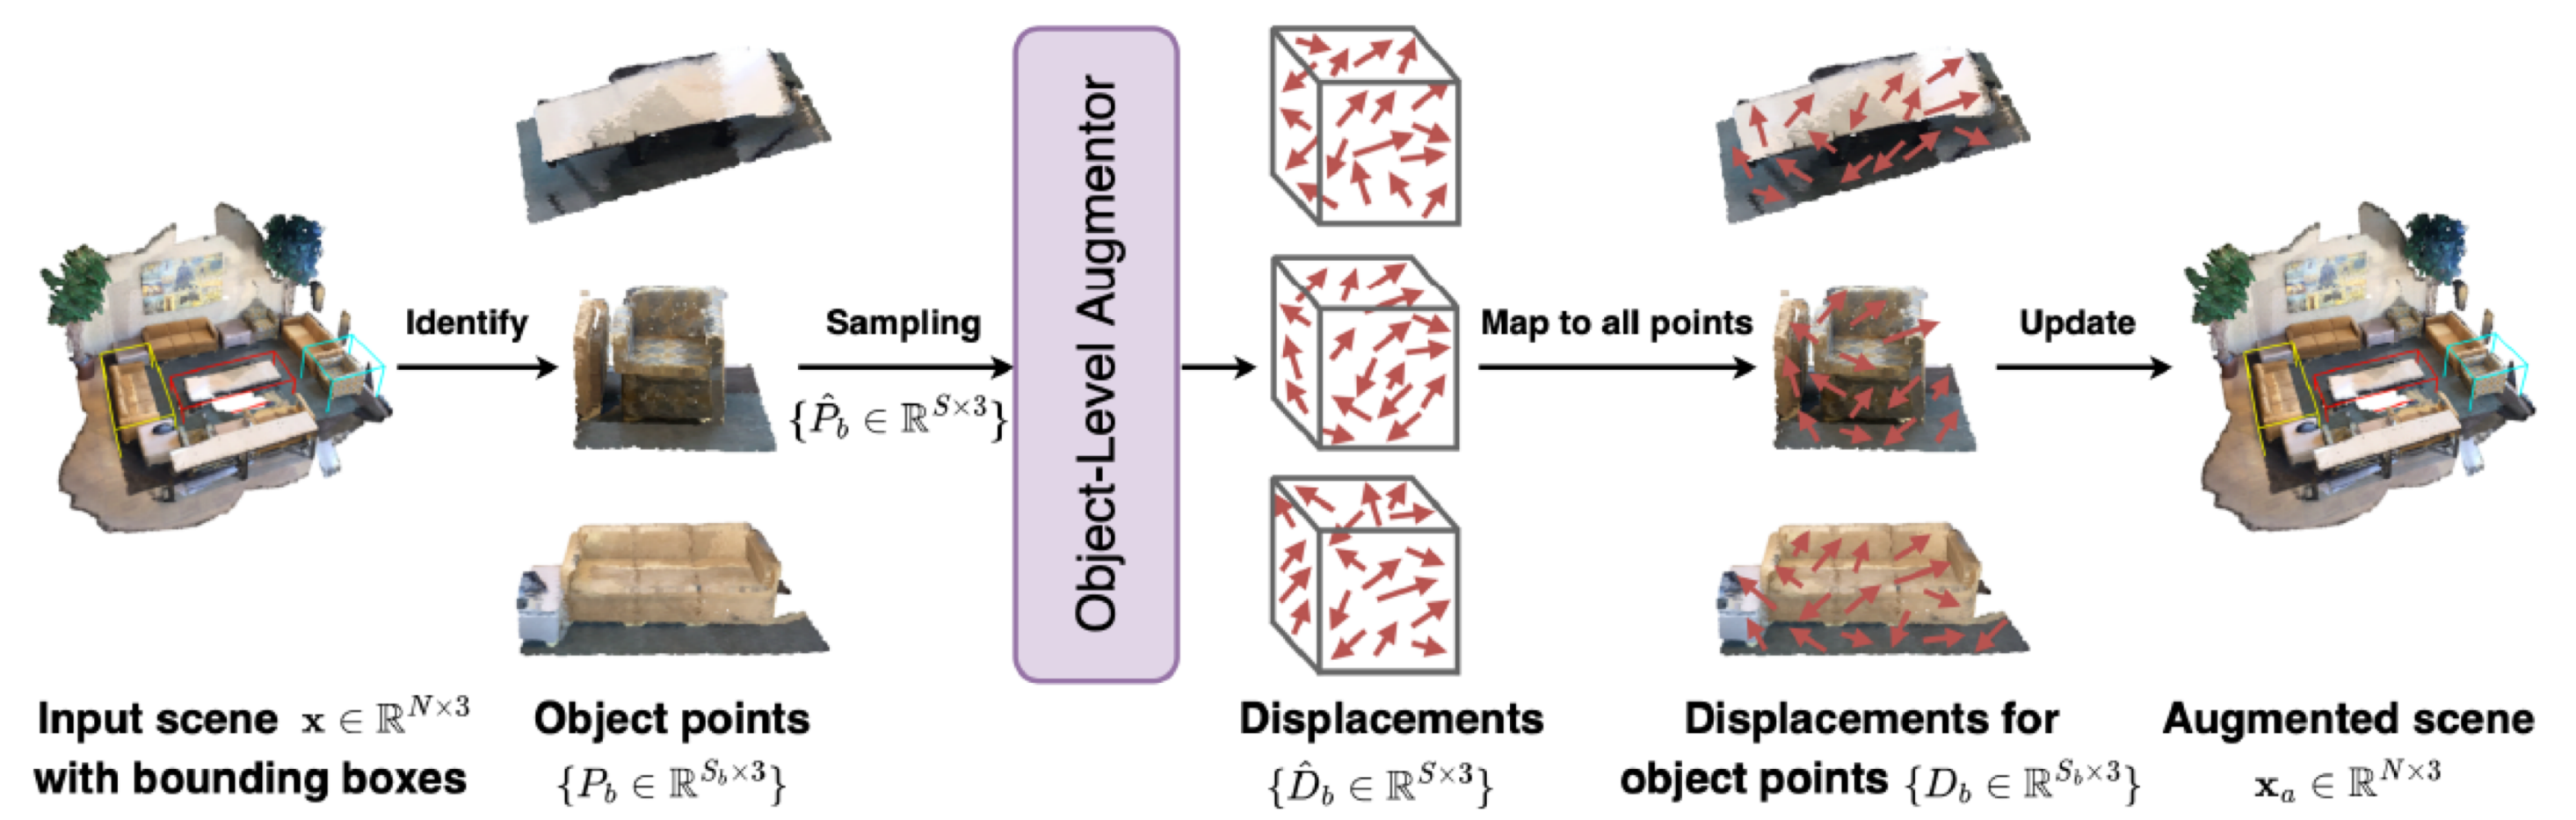 Identify
Sampling
{P̂_b ∈ ℝ^{S×3}}
Object-Level Augmentor
Map to all points
Update
Input scene x ∈ ℝ^{N×3}
with bounding boxes
Object points
{P_b ∈ ℝ^{S_b×3}}
Displacements
{D̂_b ∈ ℝ^{S×3}}
Displacements for
object points {D_b ∈ ℝ^{S_b×3}}
Augmented scene
x_a ∈ ℝ^{N×3}